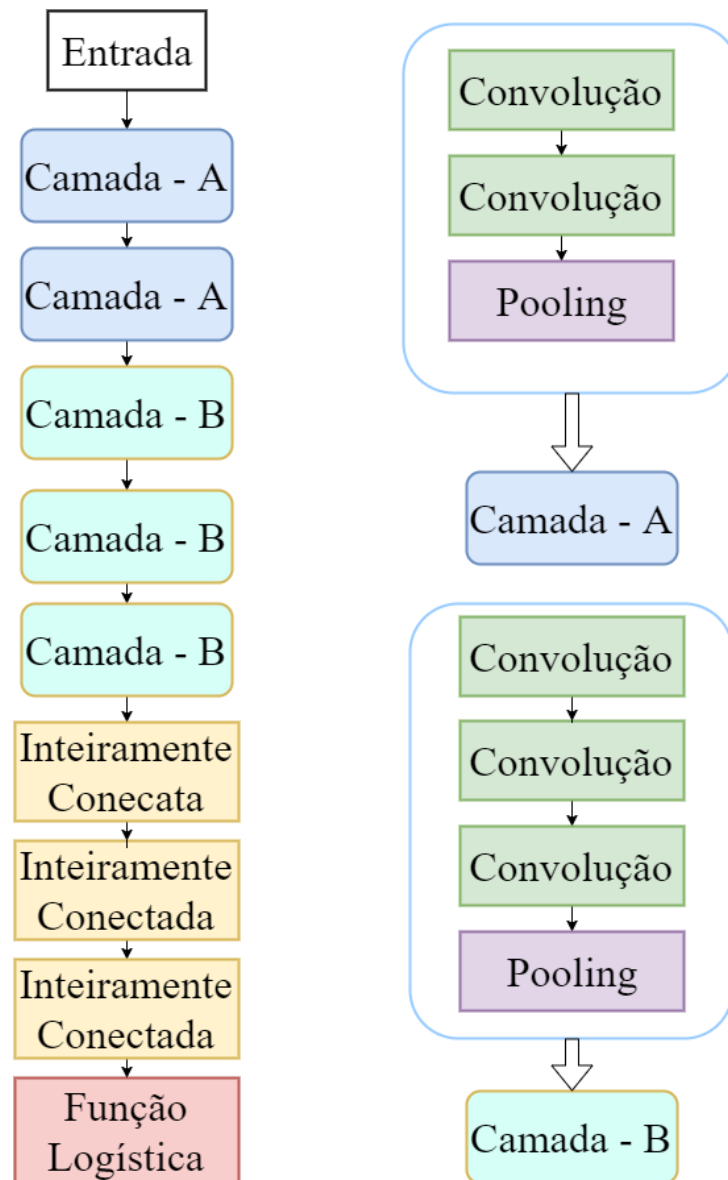 Entrada
Camada - A
Camada - A
Camada - B
Camada - B
Camada - B
Inteiramente
Conecata
Inteiramente
Conectada
Inteiramente
Conectada
Função
Logística
Convolução
Convolução
Pooling
Camada - A
Convolução
Convolução
Convolução
Pooling
Camada - B